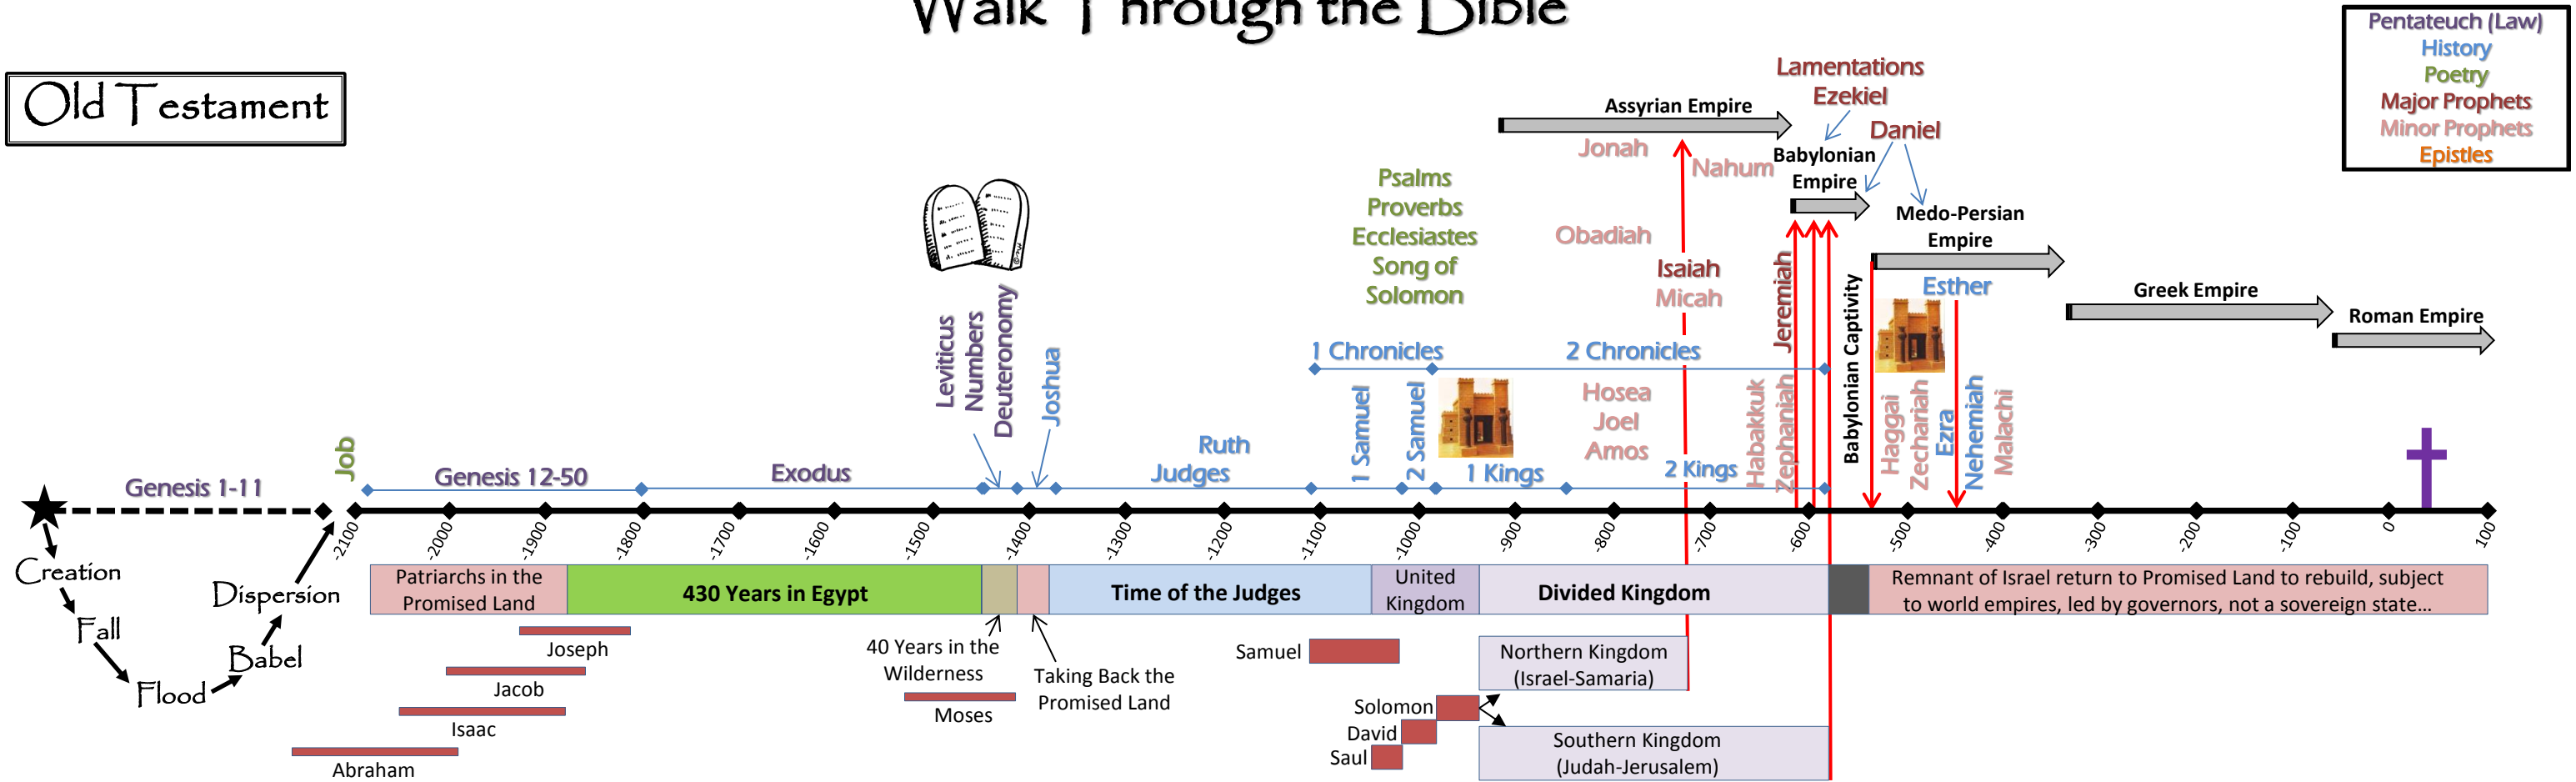 Walk Through the Bible
Old Testament
Pentateuch (Law)
History
Poetry
Major Prophets
Minor Prophets
Epistles
Lamentations
Ezekiel
Daniel
Assyrian Empire
Jonah
Nahum
Babylonian
Empire
Medo-Persian
Empire
Esther
Greek Empire
Roman Empire
Psalms
Proverbs
Ecclesiastes
Song of
Solomon
Obadiah
Isaiah
Micah
Jeremiah
Babylonian Captivity
Leviticus
Numbers
Deuteronomy
Joshua
1 Chronicles
2 Chronicles
1 Samuel
2 Samuel
Hosea
Joel
Amos
Habakkuk
Zephaniah
Haggai
Zechariah
Ezra
Nehemiah
Malachi
Job
Genesis 1-11
Genesis 12-50
Exodus
Ruth
Judges
1 Kings
2 Kings
-2100
-2000
-1900
-1800
-1700
-1600
-1500
-1400
-1300
-1200
-1100
-1000
-900
-800
-700
-600
-500
-400
-300
-200
-100
0
100
Creation
Fall
Flood
Babel
Dispersion
Patriarchs in the
Promised Land
430 Years in Egypt
Time of the Judges
United
Kingdom
Divided Kingdom
Remnant of Israel return to Promised Land to rebuild, subject
to world empires, led by governors, not a sovereign state...
Joseph
Jacob
Isaac
Abraham
40 Years in the
Wilderness
Moses
Taking Back the
Promised Land
Samuel
Solomon
David
Saul
Northern Kingdom
(Israel-Samaria)
Southern Kingdom
(Judah-Jerusalem)